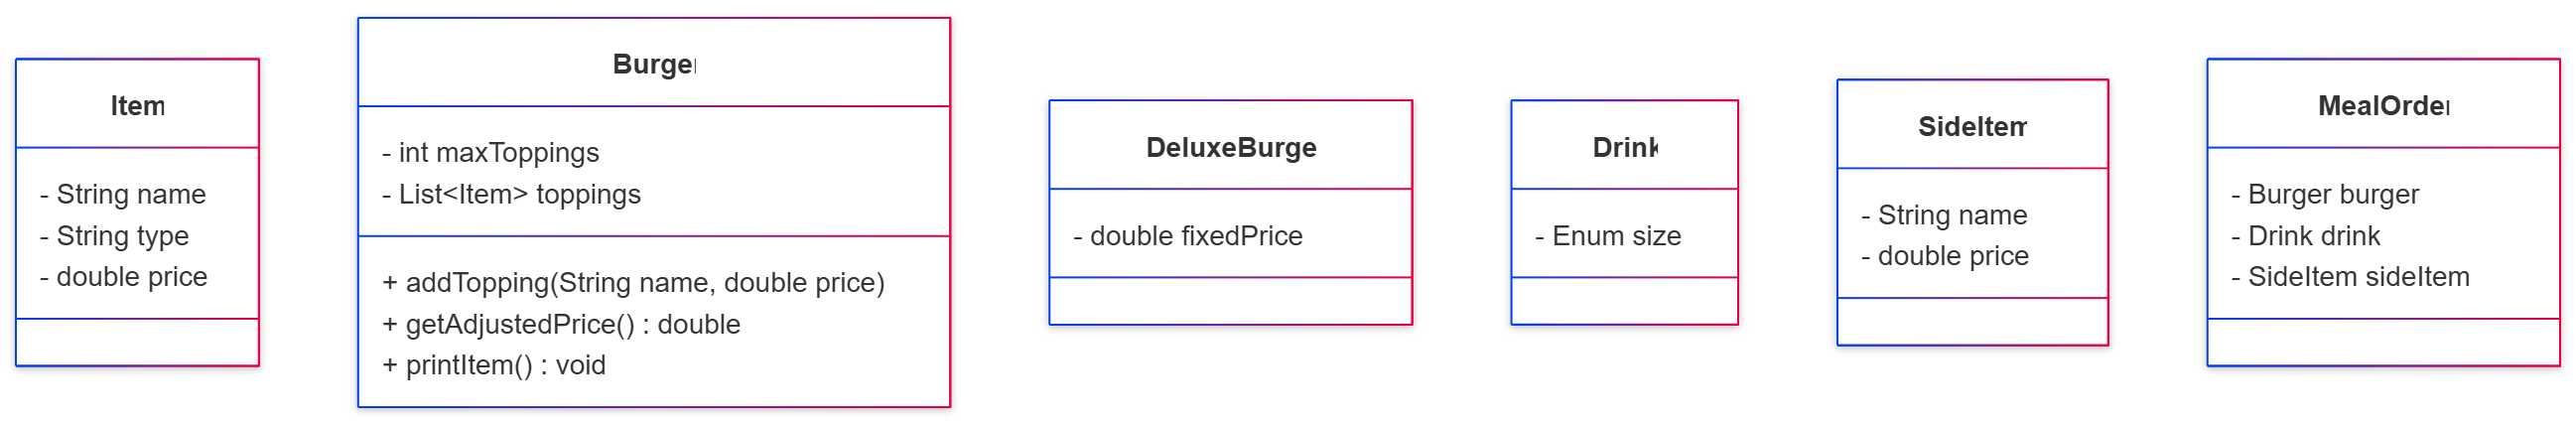 Item
- String name
- String type
- double price
Burger
- int maxToppings
- List<Item> toppings
+ addTopping(String name, double price)
+ getAdjustedPrice() : double
+ printItem() : void
DeluxeBurge
- double fixedPrice
Drink
- Enum size
SideItem
- String name
- double price
MealOrder
- Burger burger
- Drink drink
- SideItem sideItem